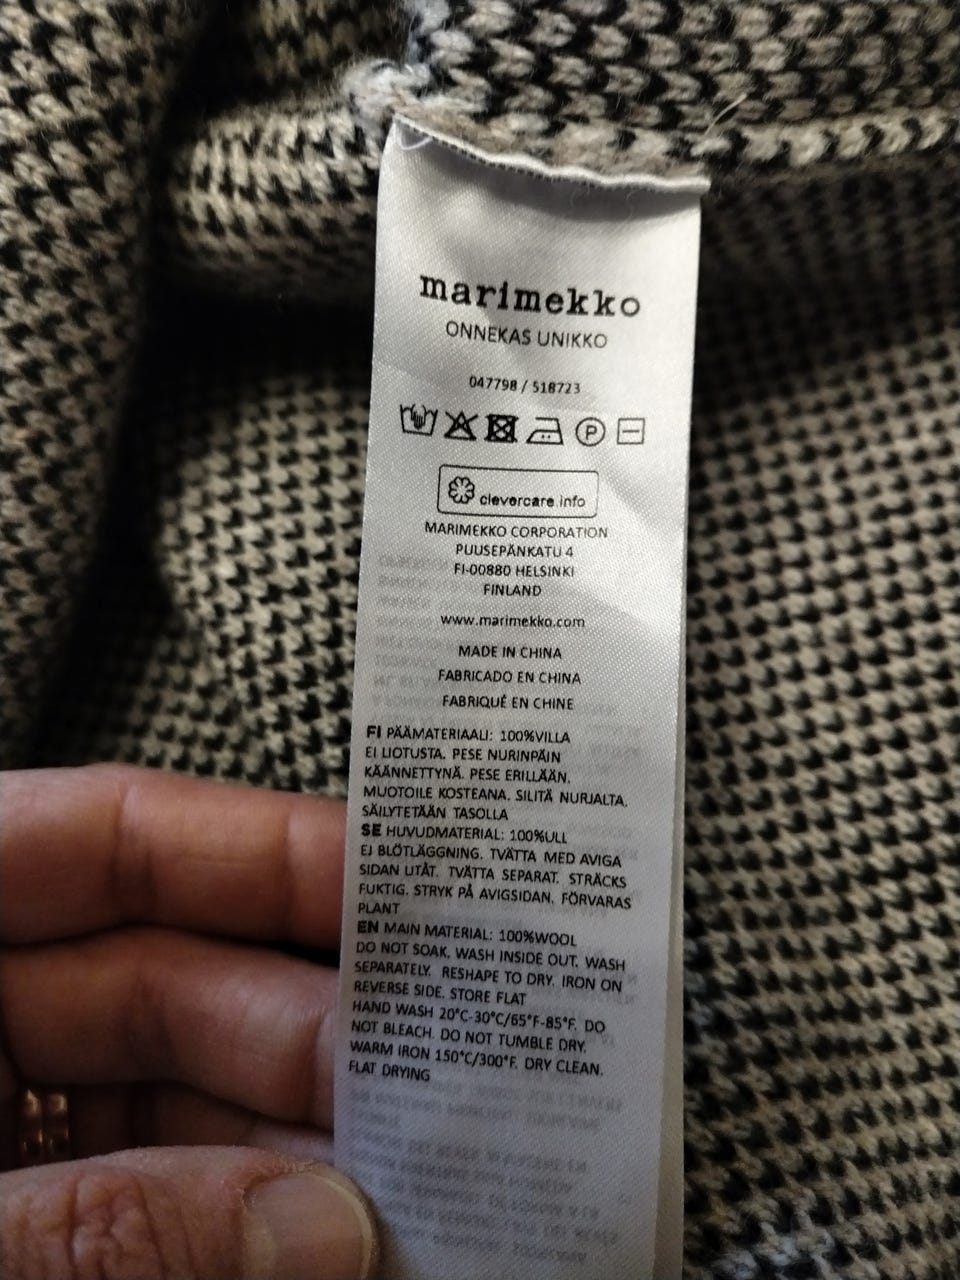 marimekko
ONNEKAS UNIKKO
047798 / 518723
P
clevercare.info
MARIMEKKO CORPORATION
PUUSEPÄNKATU 4
FI-00880 HELSINKI
FINLAND
www.marimekko.com
MADE IN CHINA
FABRICADO EN CHINA
FABRIQUÉ EN CHINE
FI PÄÄMATERIAALI: 100%VILLA
EI LIOTUSTA. PESE NURINPÄIN
KÄÄNNETTYNÄ. PESE ERILLÄÄN.
MUOTOILE KOSTEANA. SILITÄ NURJALTA.
SÄILYTETÄÄN TASOLLA
SE HUVUDMATERIAL: 100%ULL
EJ BLÖTLÄGGNING. TVÄTTA MED AVIGA
SIDAN UTÅT. TVÄTTA SEPARAT. STRÄCKS
FUKTIG. STRYK PÅ AVIGSIDAN. FÖRVARAS
PLANT
EN MAIN MATERIAL: 100%WOOL
DO NOT SOAK. WASH INSIDE OUT. WASH
SEPARATELY. RESHAPE TO DRY. IRON ON
REVERSE SIDE. STORE FLAT
HAND WASH 20°C-30°C/65°F-85°F. DO
NOT BLEACH. DO NOT TUMBLE DRY.
WARM IRON 150°C/300°F. DRY CLEAN.
FLAT DRYING